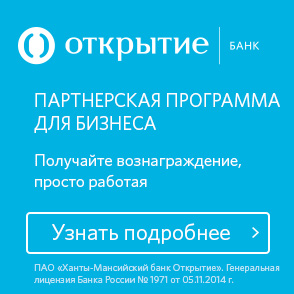 открытие БАНК
ПАРТНЕРСКАЯ ПРОГРАММА
ДЛЯ БИЗНЕСА
Получайте вознаграждение,
просто работая
Узнать подробнее
ПАО «Ханты-Мансийский банк Открытие». Генеральная
лицензия Банка России № 1971 от 05.11.2014 г.